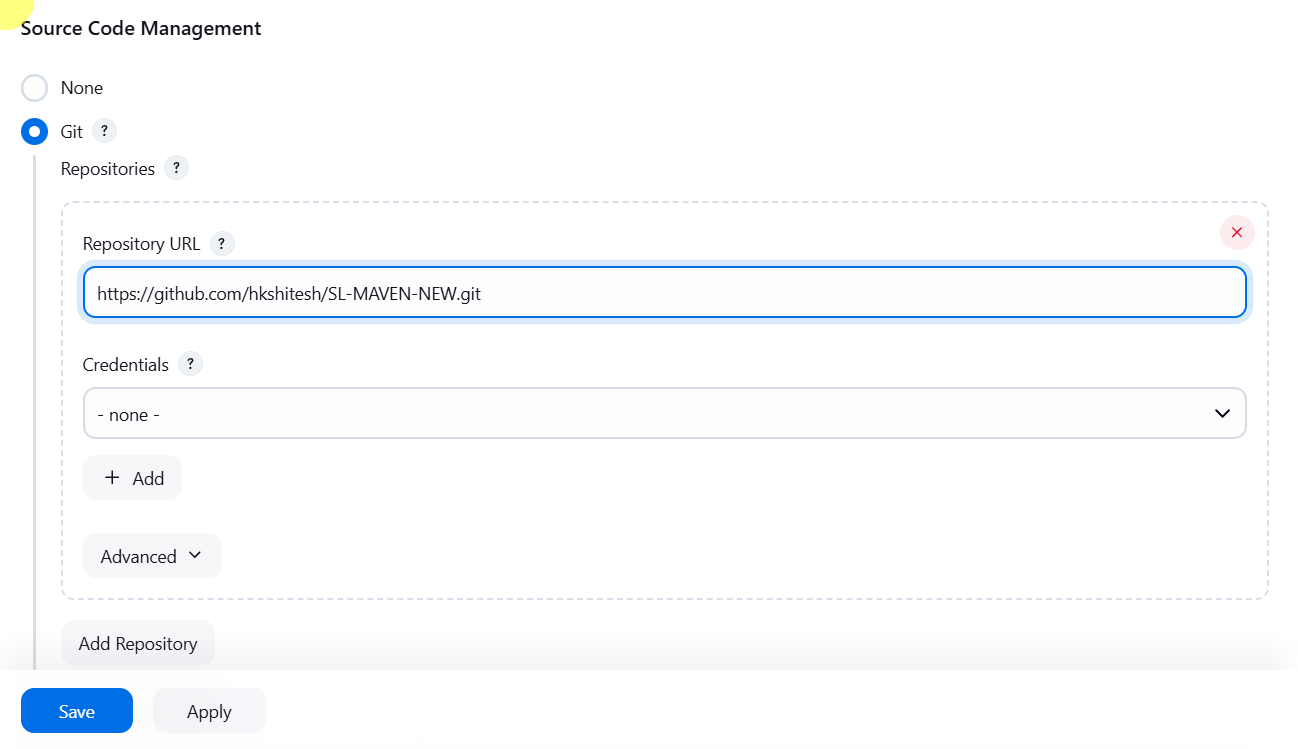 Source Code Management
None
Git ?
Repositories ?
Repository URL ?
https://github.com/hkshitesh/SL-MAVEN-NEW.git
Credentials ?
- none -
+ Add
Advanced
Add Repository
Save Apply